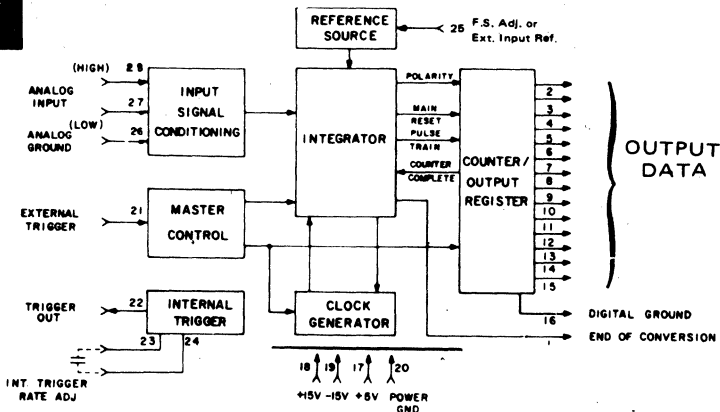 REFERENCE
SOURCE
25 F.S. Adj. or
Ext. Input Ref.
(HIGH) 28
ANALOG
INPUT
27
(LOW) 26
ANALOG
GROUND
INPUT
SIGNAL
CONDITIONING
INTEGRATOR
POLARITY
MAIN
RESET
PULSE
TRAIN
COUNTER
COMPLETE
COUNTER/
OUTPUT
REGISTER
2
3
4
5
6
7
8
9
10
11
12
13
14
15
OUTPUT
DATA
EXTERNAL
TRIGGER
21
MASTER
CONTROL
TRIGGER
OUT
22
INTERNAL
TRIGGER
23
24
INT. TRIGGER
RATE ADJ
CLOCK
GENERATOR
16
DIGITAL GROUND
1
END OF CONVERSION
18 19 17 20
+15V -15V +5V POWER
GND